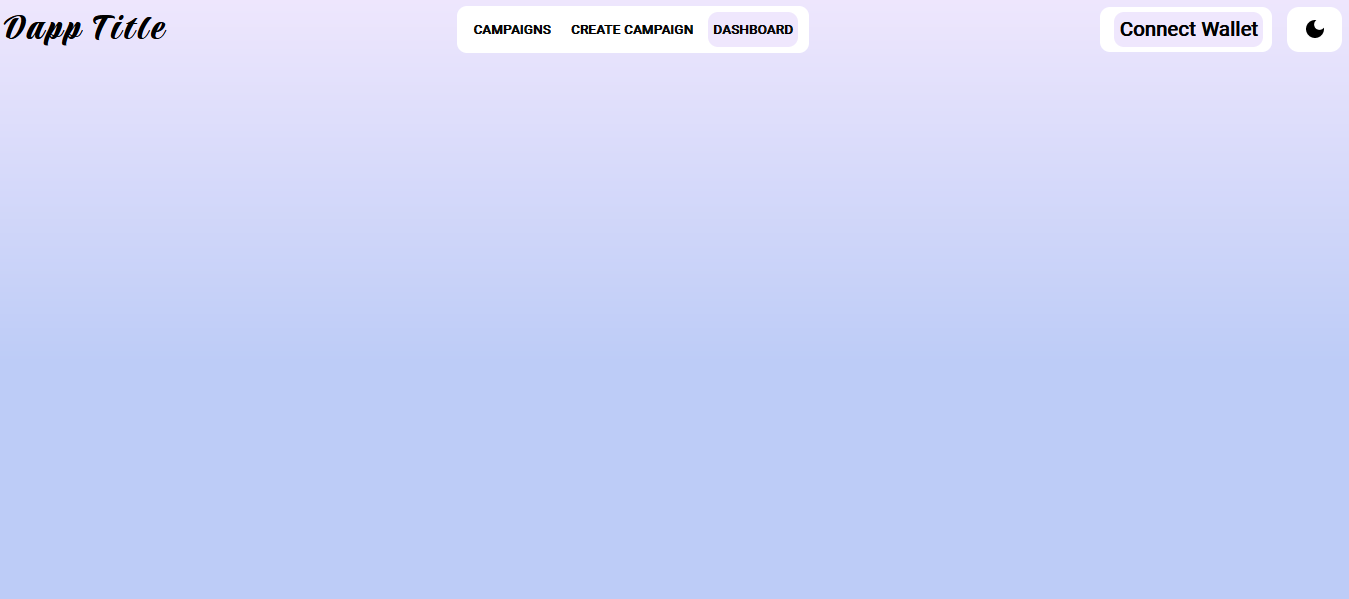 Dapp Title
CAMPAIGNS CREATE CAMPAIGN DASHBOARD
Connect Wallet